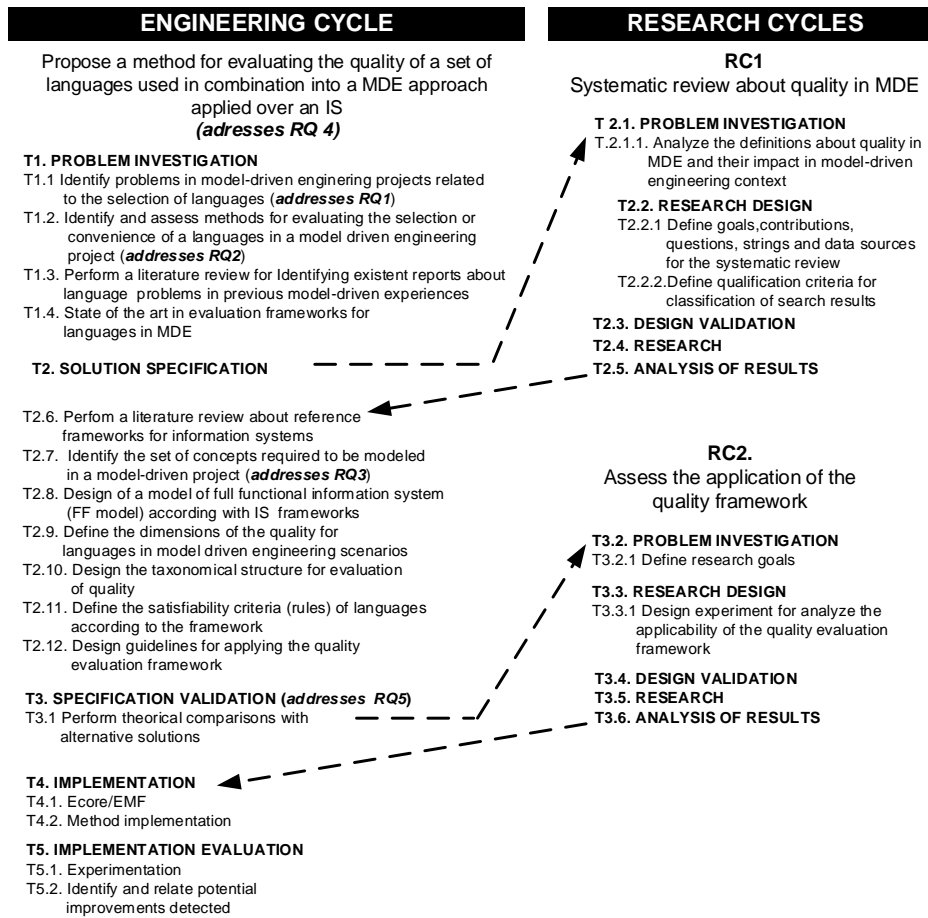 ENGINEERING CYCLE
Propose a method for evaluating the quality of a set of
languages used in combination into a MDE approach
applied over an IS
(adresses RQ 4)
T1. PROBLEM INVESTIGATION
T1.1 Identify problems in model-driven enginering projects related
to the selection of languages (addresses RQ1)
T1.2. Identify and assess methods for evaluating the selection or
convenience of a languages in a model driven engineering
project (addresses RQ2)
T1.3. Perform a literature review for Identifying existent reports about
language problems in previous model-driven experiences
T1.4. State of the art in evaluation frameworks for
languages in MDE
T2. SOLUTION SPECIFICATION
T2.6. Perfom a literature review about reference
frameworks for information systems
T2.7. Identify the set of concepts required to be modeled
in a model-driven project (addresses RQ3)
T2.8. Design of a model of full functional information system
(FF model) according with IS frameworks
T2.9. Define the dimensions of the quality for
languages in model driven engineering scenarios
T2.10. Design the taxonomical structure for evaluation
of quality
T2.11. Define the satisfiability criteria (rules) of languages
according to the framework
T2.12. Design guidelines for applying the quality
evaluation framework
T3. SPECIFICATION VALIDATION (addresses RQ5)
T3.1 Perform theorical comparisons with
alternative solutions
T4. IMPLEMENTATION
T4.1. Ecore/EMF
T4.2. Method implementation
T5. IMPLEMENTATION EVALUATION
T5.1. Experimentation
T5.2. Identify and relate potential
improvements detected
RESEARCH CYCLES
RC1
Systematic review about quality in MDE
T 2.1. PROBLEM INVESTIGATION
T.2.1.1. Analyze the definitions about quality in
MDE and their impact in model-driven
engineering context
T2.2. RESEARCH DESIGN
T2.2.1 Define goals,contributions,
questions, strings and data sources
for the systematic review
T2.2.2.Define qualification criteria for
classification of search results
T2.3. DESIGN VALIDATION
T2.4. RESEARCH
T2.5. ANALYSIS OF RESULTS
RC2.
Assess the application of the
quality framework
T3.2. PROBLEM INVESTIGATION
T3.2.1 Define research goals
T3.3. RESEARCH DESIGN
T3.3.1 Design experiment for analyze the
applicability of the quality evaluation
framework
T3.4. DESIGN VALIDATION
T3.5. RESEARCH
T3.6. ANALYSIS OF RESULTS